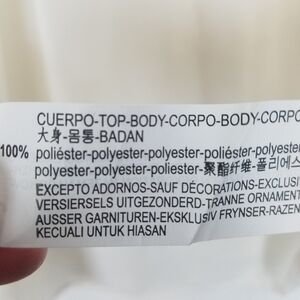 CUERPO-TOP-BODY-CORPO-BODY-CORPO
大身-몸통-BADAN
100% poliéster-polyester-polyester-poliéster-polyester
polyester-polyester-聚酯纤维-폴리에스
EXCEPTO ADORNOS-SAUF DÉCORATIONS-EXCLUSI
VERSIERSELS UITGEZONDERD-TRANNE ORNAMENT
AUSSER GARNITUREN-EKSKLUSIV FRYNSER-RAZEN
KECUALI UNTUK HIASAN